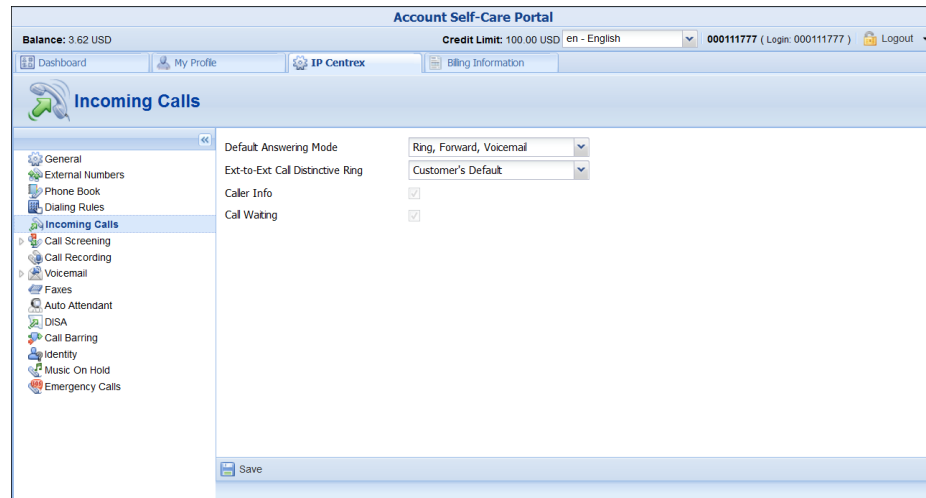 Account Self-Care Portal
Balance: 3.62 USD Credit Limit: 100.00 USD en - English 000111777 ( Login: 000111777 ) Logout
Dashboard My Profile IP Centrex Billing Information
Incoming Calls
General
External Numbers
Phone Book
Dialing Rules
Incoming Calls
Call Screening
Call Recording
Voicemail
Faxes
Auto Attendant
DISA
Call Barring
Identity
Music On Hold
Emergency Calls
Default Answering Mode Ring, Forward, Voicemail
Ext-to-Ext Call Distinctive Ring Customer's Default
Caller Info
Call Waiting
Save